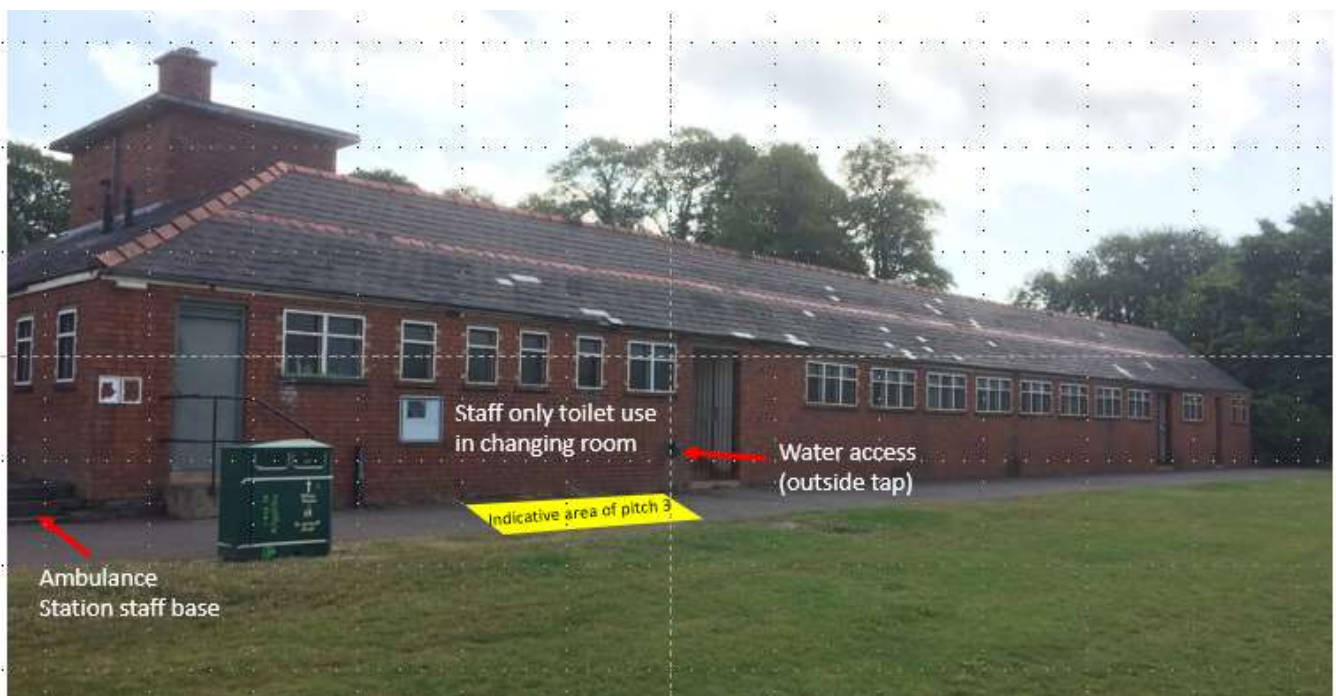 Staff only toilet use
in changing room
Water access
(outside tap)
Indicative area of pitch 3
Ambulance
Station staff base